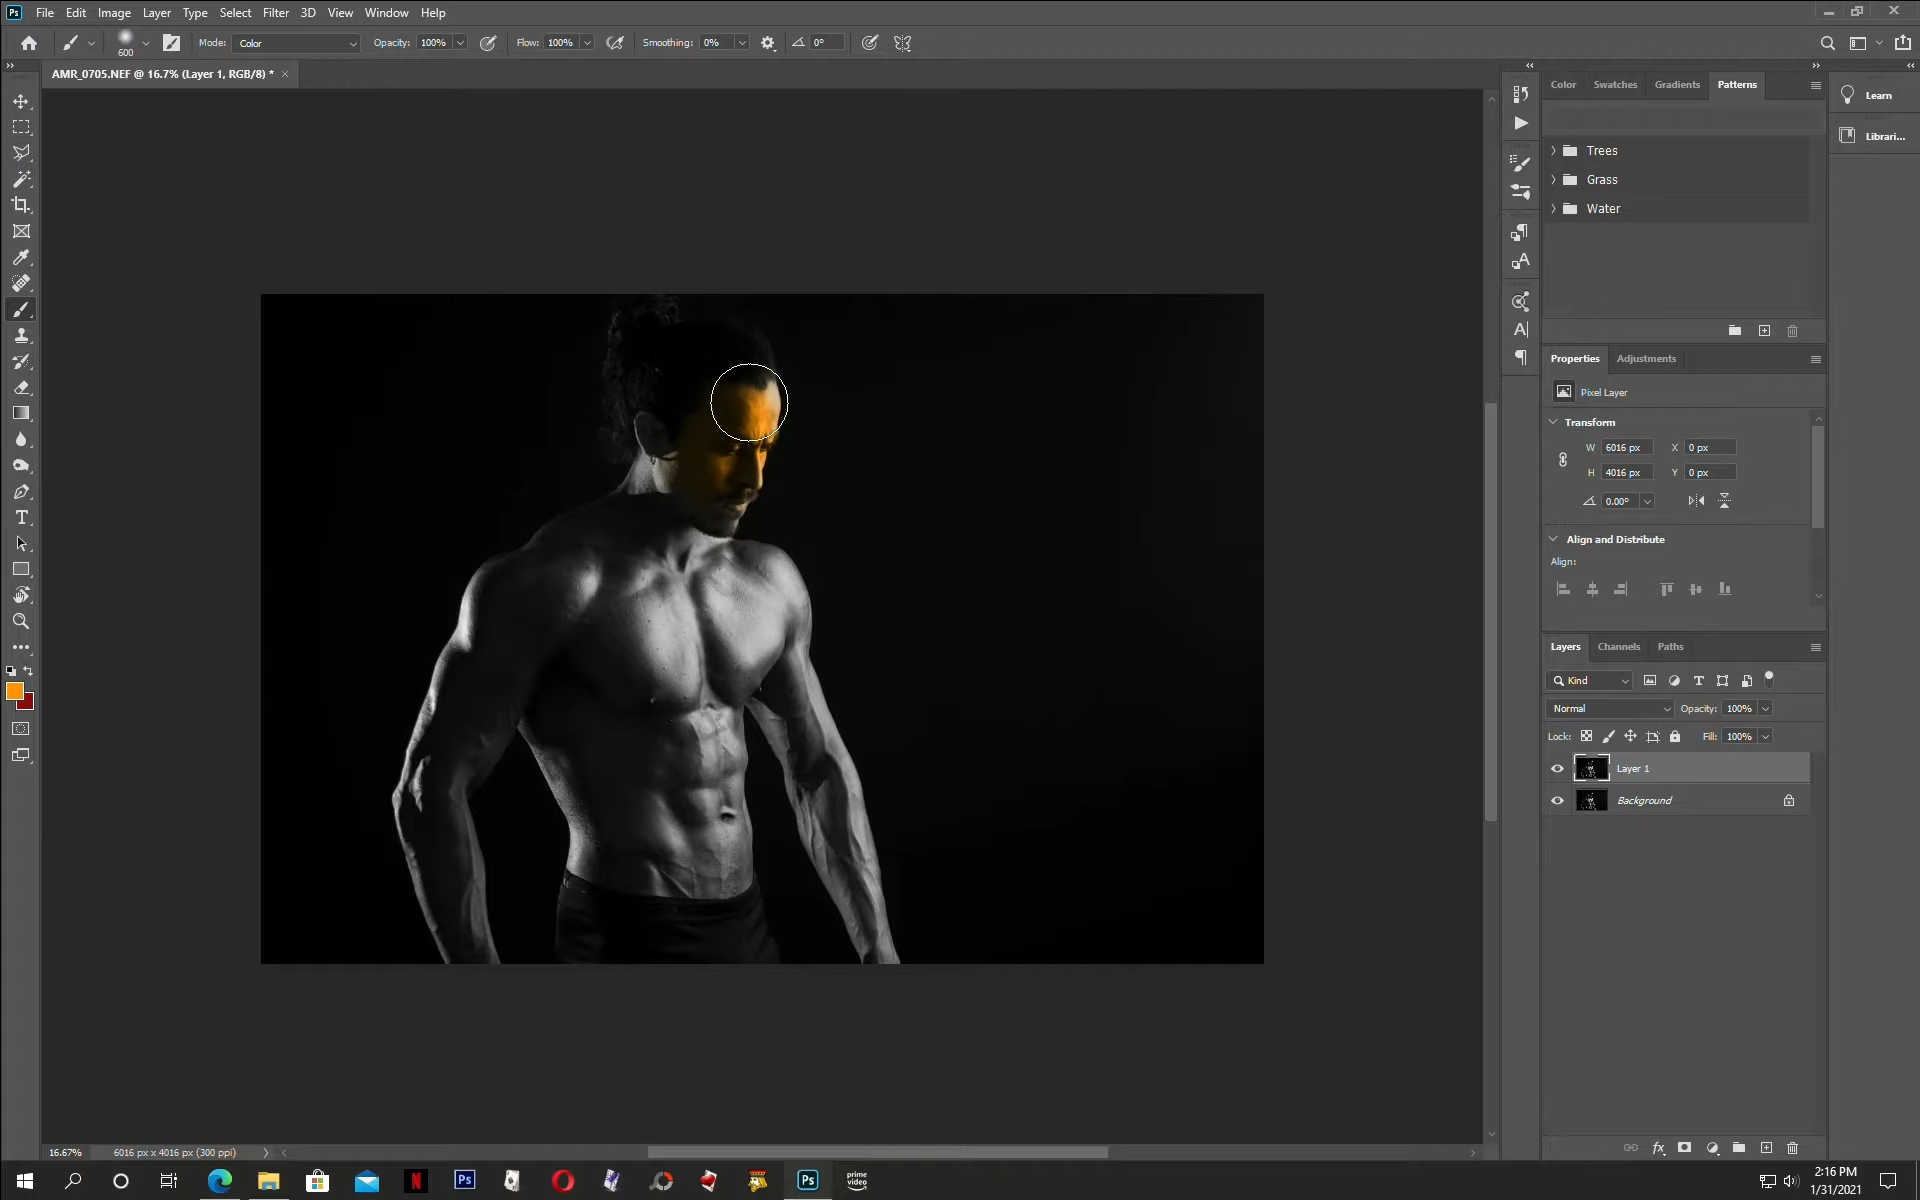 Ps File Edit Image Layer Type Select Filter 3D View Window Help
600 Mode: Color Opacity: 100% Flow: 100% Smoothing: 0% 0°
AMR_0705.NEF @ 16.7% (Layer 1, RGB/8) *
Color Swatches Gradients Patterns
Learn
Librari...
Trees
Grass
Water
Properties Adjustments
Pixel Layer
Transform
W 6016 px X 0 px
H 4016 px Y 0 px
0.00°
Align and Distribute
Align:
Layers Channels Paths
Kind
Normal Opacity: 100%
Lock: Fill: 100%
Layer 1
Background
fx
16.67% 6016 px x 4016 px (300 ppi)
N Ps Ps prime video
2:16 PM
1/31/2021